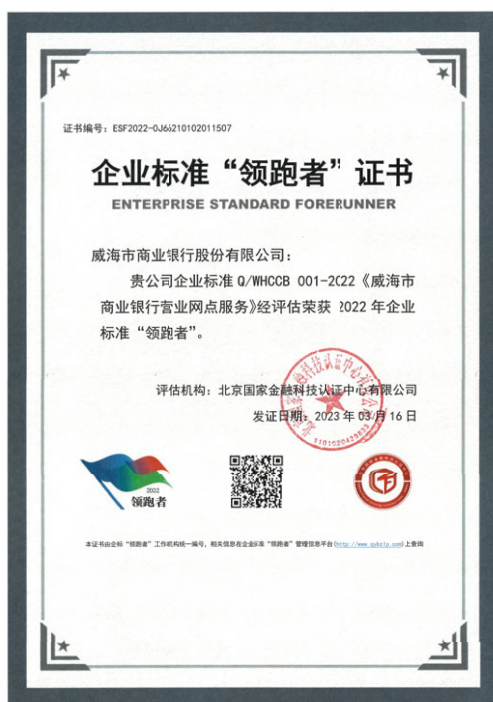 证书编号：ESF2022-OJ66210102011507
企业标准“领跑者”证书
ENTERPRISE STANDARD FORERUNNER
威海市商业银行股份有限公司：
贵公司企业标准 Q/WHCCB 001-2022《威海市
商业银行营业网点服务》经评估荣获 2022 年企业
标准“领跑者”。
评估机构：北京国家金融科技认证中心有限公司
发证日期：2023 年 03 月 16 日
1101020429833
2022
领跑者
本证书由企标“领跑者”工作机构统一编号，相关信息在企业标准“领跑者”管理信息平台(http://www.qybzlp.com)上查询